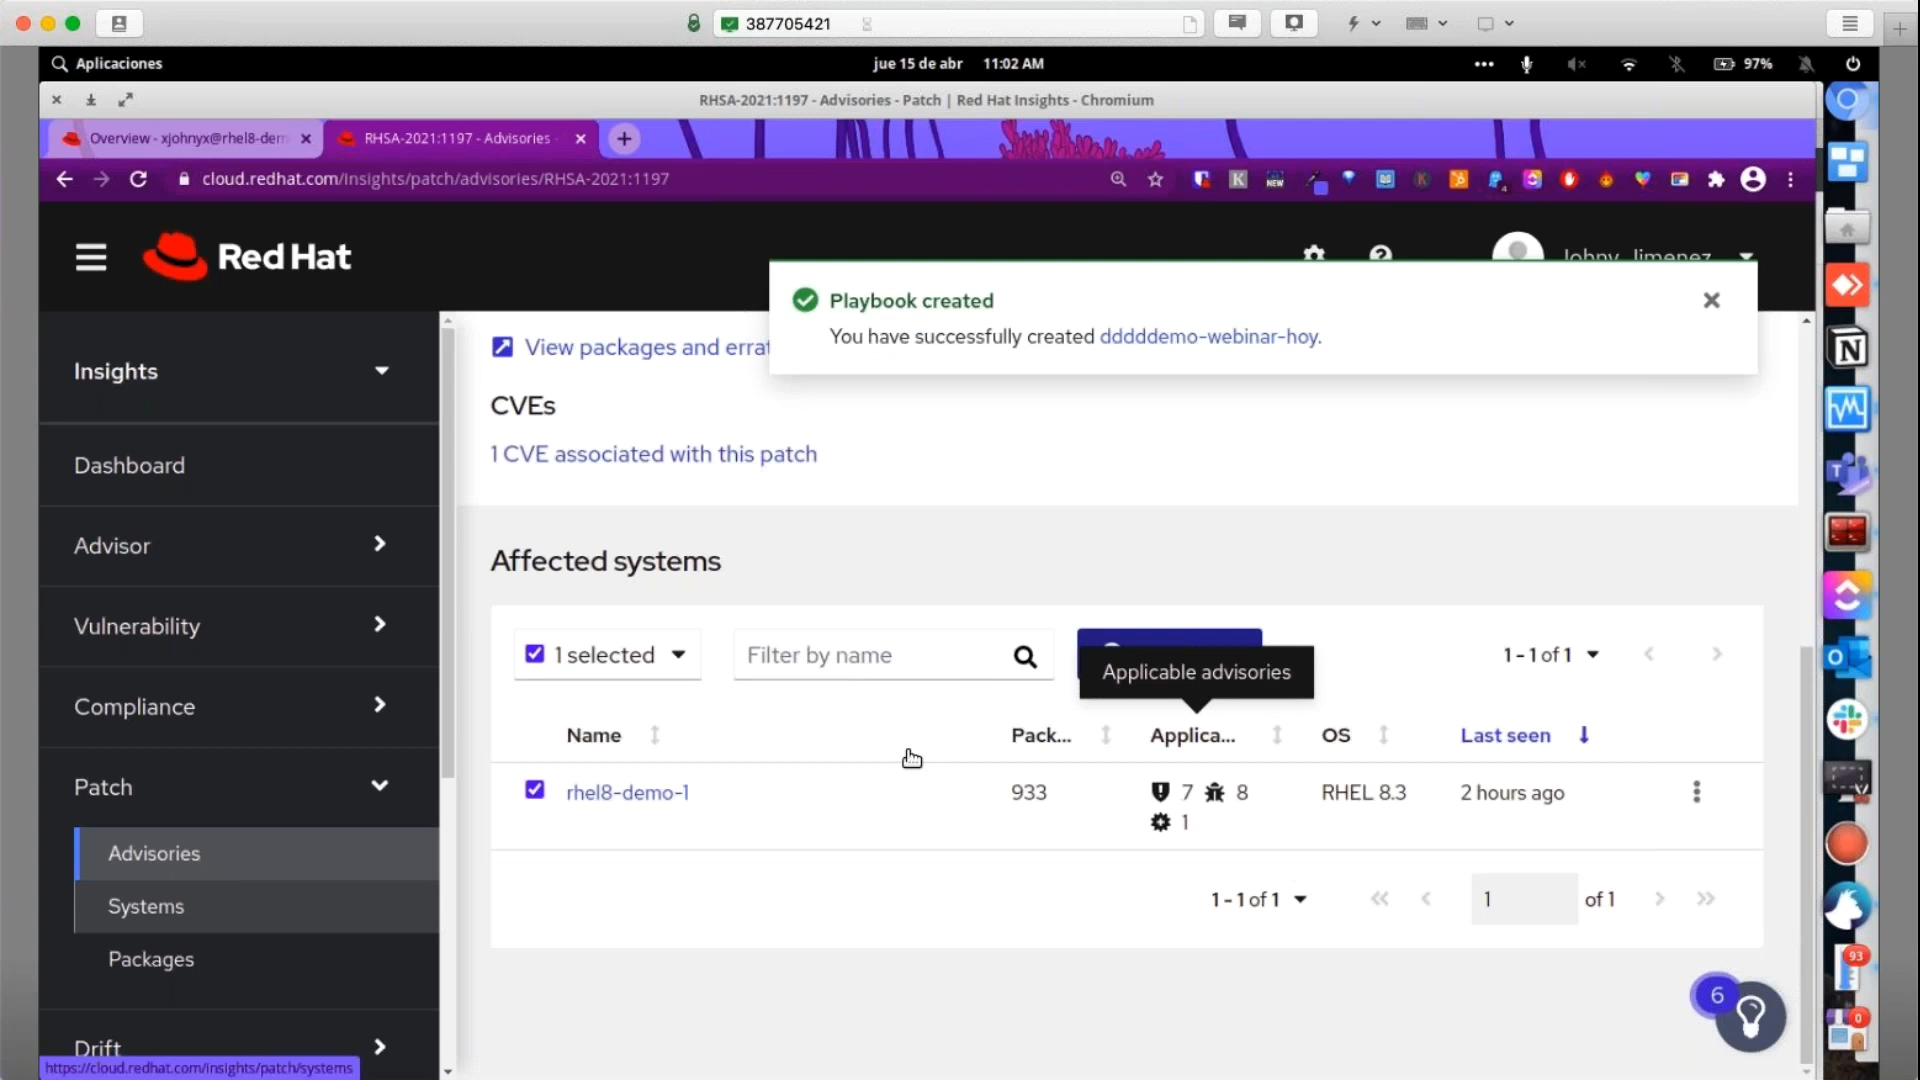 387705421
Aplicaciones
jue 15 de abr 11:02 AM
97%
RHSA-2021:1197 - Advisories - Patch | Red Hat Insights - Chromium
Overview - xjohnyx@rhel8-dem
RHSA-2021:1197 - Advisories
cloud.redhat.com/insights/patch/advisories/RHSA-2021:1197
Red Hat
Johny Jimenez
Playbook created
You have successfully created dddddemo-webinar-hoy.
Insights
Dashboard
Advisor
Vulnerability
Compliance
Patch
Advisories
Systems
Packages
Drift
https://cloud.redhat.com/insights/patch/systems
View packages and errat
CVEs
1 CVE associated with this patch
Affected systems
1 selected
Filter by name
Applicable advisories
1 - 1 of 1
Name Pack... Applica... OS Last seen
rhel8-demo-1 933 7 8 RHEL 8.3 2 hours ago
1
1 - 1 of 1 1 of 1
6
93
0